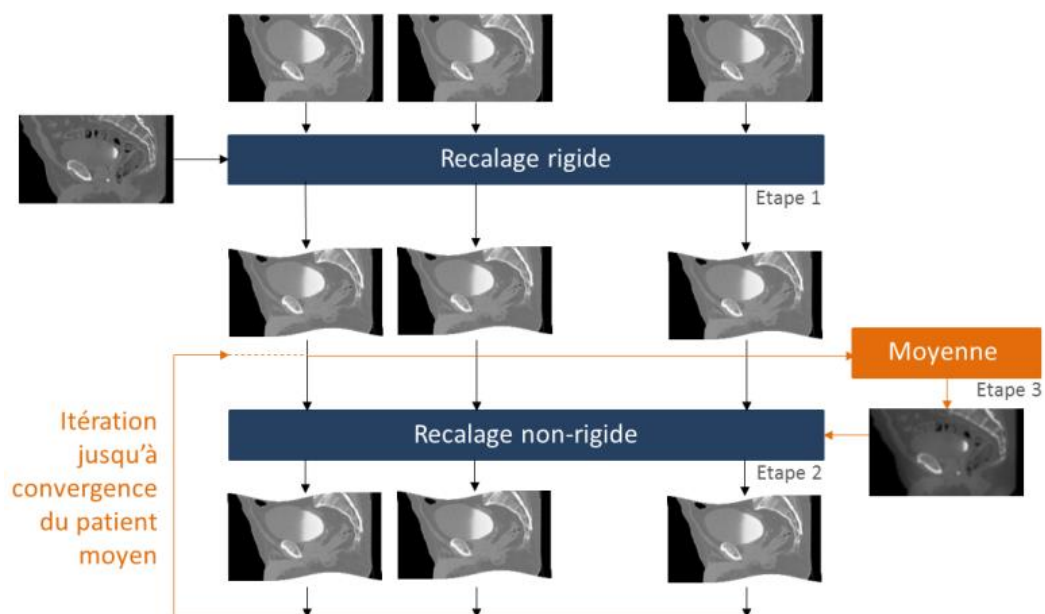 Recalage rigide
Etape 1
Moyenne
Etape 3
Itération
jusqu'à
convergence
du patient
moyen
Recalage non-rigide
Etape 2